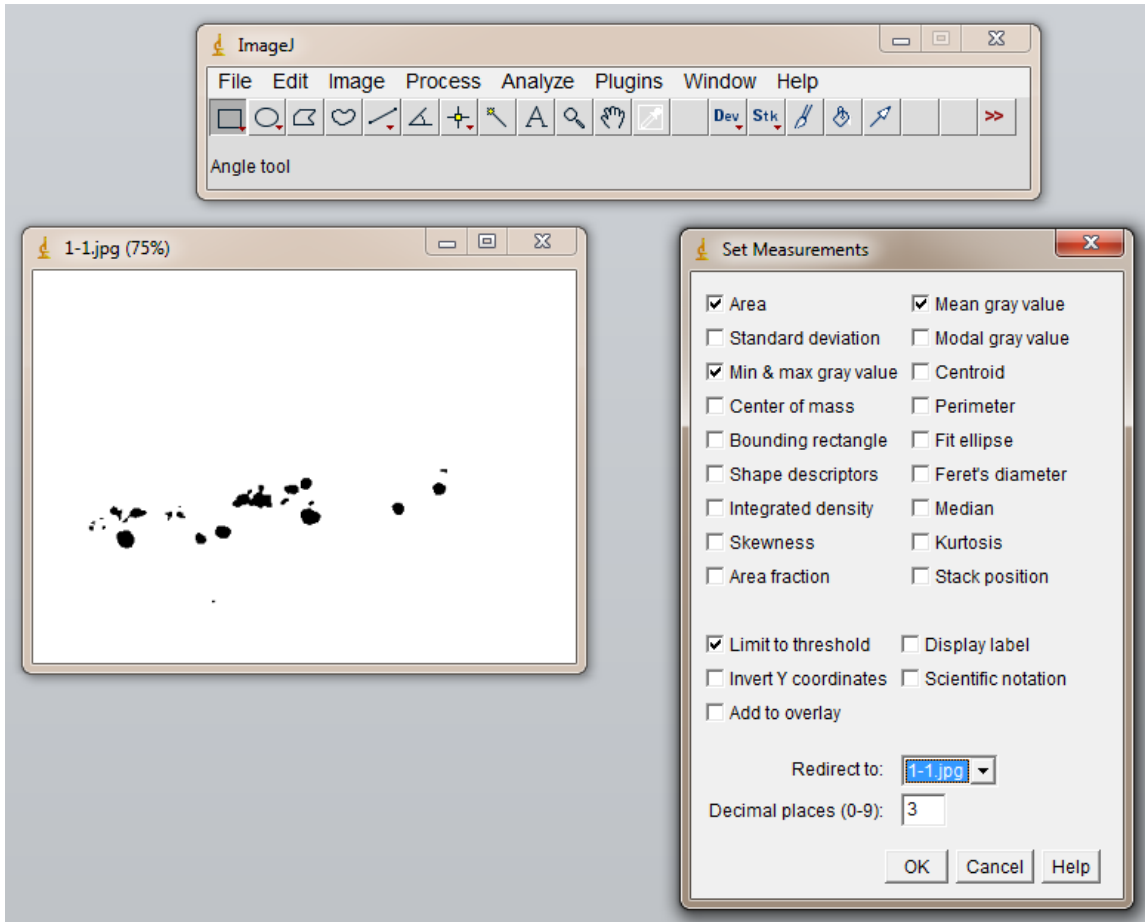 ImageJ
File Edit Image Process Analyze Plugins Window Help
A Dev Stk >>
Angle tool
1-1.jpg (75%)
Set Measurements
Area Mean gray value
Standard deviation Modal gray value
Min & max gray value Centroid
Center of mass Perimeter
Bounding rectangle Fit ellipse
Shape descriptors Feret's diameter
Integrated density Median
Skewness Kurtosis
Area fraction Stack position
Limit to threshold Display label
Invert Y coordinates Scientific notation
Add to overlay
Redirect to: 1-1.jpg
Decimal places (0-9): 3
OK Cancel Help